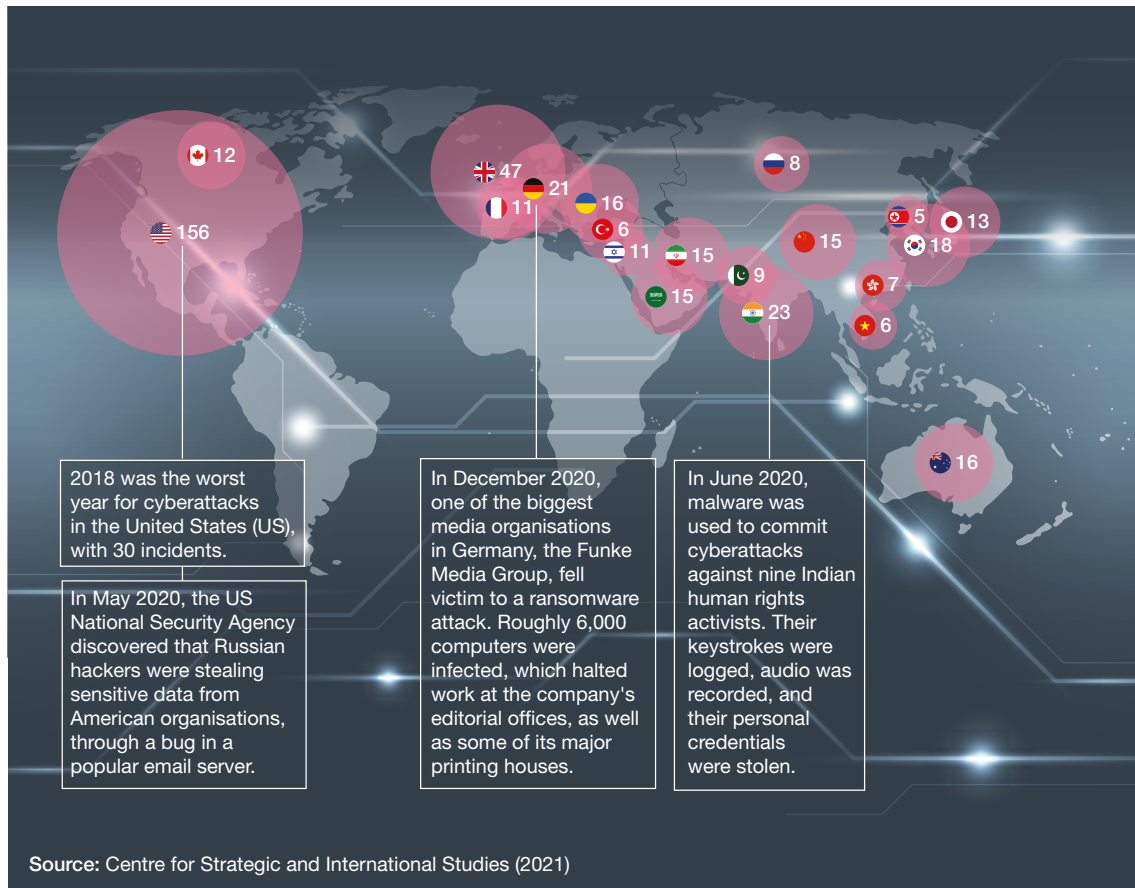 12
47
21
8
11
16
5
13
156
6
15
18
11
15
9
7
15
23
6
16
2018 was the worst
year for cyberattacks
in the United States (US),
with 30 incidents.
In May 2020, the US
National Security Agency
discovered that Russian
hackers were stealing
sensitive data from
American organisations,
through a bug in a
popular email server.
In December 2020,
one of the biggest
media organisations
in Germany, the Funke
Media Group, fell
victim to a ransomware
attack. Roughly 6,000
computers were
infected, which halted
work at the company's
editorial offices, as well
as some of its major
printing houses.
In June 2020,
malware was
used to commit
cyberattacks
against nine Indian
human rights
activists. Their
keystrokes were
logged, audio was
recorded, and
their personal
credentials
were stolen.
Source: Centre for Strategic and International Studies (2021)